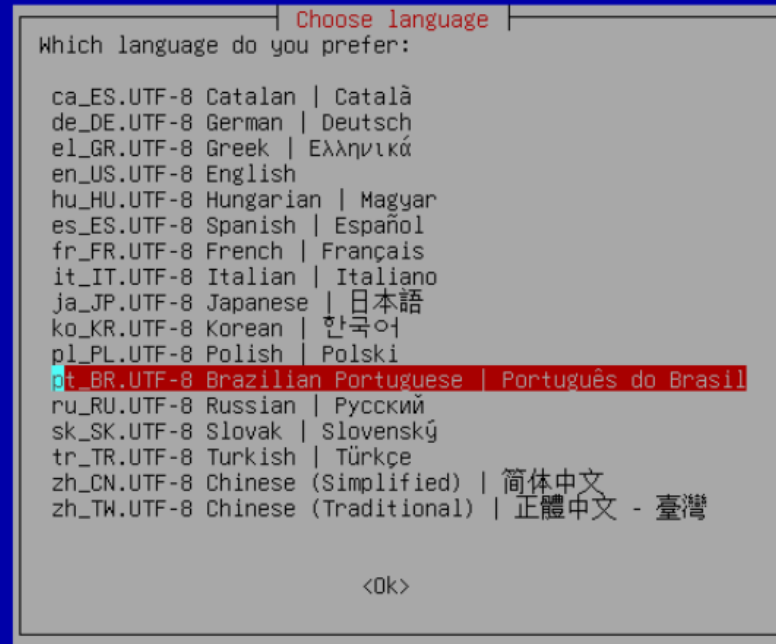 Choose language
Which language do you prefer:
ca_ES.UTF-8 Catalan | Català
de_DE.UTF-8 German | Deutsch
el_GR.UTF-8 Greek | Ελληνικά
en_US.UTF-8 English
hu_HU.UTF-8 Hungarian | Magyar
es_ES.UTF-8 Spanish | Español
fr_FR.UTF-8 French | Français
it_IT.UTF-8 Italian | Italiano
ja_JP.UTF-8 Japanese | 日本語
ko_KR.UTF-8 Korean | 한국어
pl_PL.UTF-8 Polish | Polski
pt_BR.UTF-8 Brazilian Portuguese | Português do Brasil
ru_RU.UTF-8 Russian | Русский
sk_SK.UTF-8 Slovak | Slovenský
tr_TR.UTF-8 Turkish | Türkçe
zh_CN.UTF-8 Chinese (Simplified) | 简体中文
zh_TW.UTF-8 Chinese (Traditional) | 正體中文 - 臺灣
<Ok>